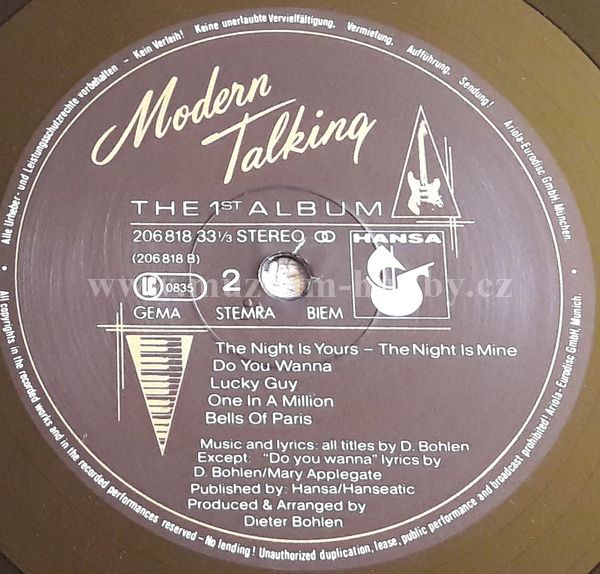 Alle Urheber- und Leistungsschutzrechte vorbehalten - Kein Verleih! Keine unerlaubte Vervielfältigung, Vermietung, Aufführung, Sendung! Ariola-Eurodisc GmbH, München.
Modern
Talking
THE 1ST ALBUM
206 818 33 1/3 STEREO
(206 818 B)
HANSA
LC 0835
2
GEMA STEMRA BIEM
The Night Is Yours – The Night Is Mine
Do You Wanna
Lucky Guy
One In A Million
Bells Of Paris
Music and lyrics: all titles by D. Bohlen
Except: "Do you wanna" lyrics by
D. Bohlen/Mary Applegate
Published by: Hansa/Hanseatic
Produced & Arranged by
Dieter Bohlen
All copyrights in the recorded works and in the recorded performances reserved - No lending! Unauthorized duplication, lease, public performance and broadcast prohibited! Ariola-Eurodisc GmbH, Munich.